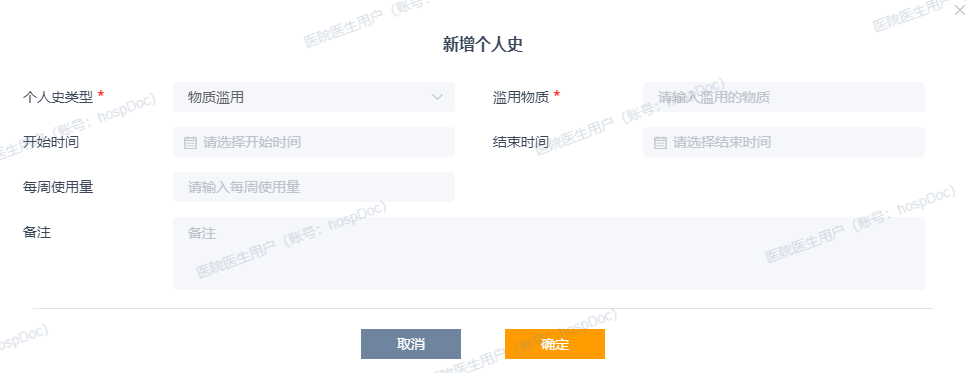 新增个人史
个人史类型 * 物质滥用 滥用物质 * 请输入滥用的物质
开始时间 请选择开始时间 结束时间 请选择结束时间
每周使用量 请输入每周使用量
备注 备注
取消 确定
医院医生用户（账号：
医院医生用户
医生用户（账号：hospDoc）
医院医生用户（账号：hospDoc）
医院医生用户（账号：hospDoc）
医院医生用户（账号：hospDoc）
hospDoc）
医院医生用户（账号：hospDoc）